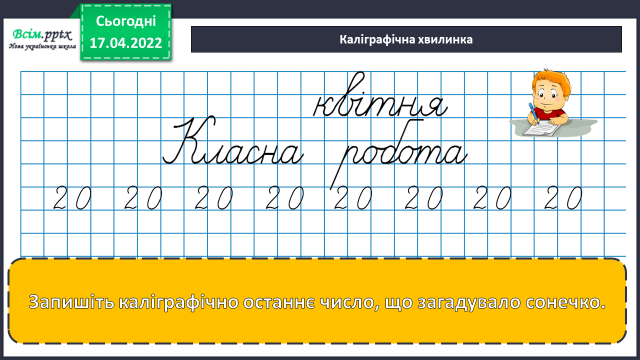 Всім.pptx
Нова українська школа
Сьогодні
17.04.2022
Каліграфічна хвилинка
квітня
Класна робота
20 20 20 20 20 20 20 20
Запишіть каліграфічно останнє число, що загадувало сонечко.